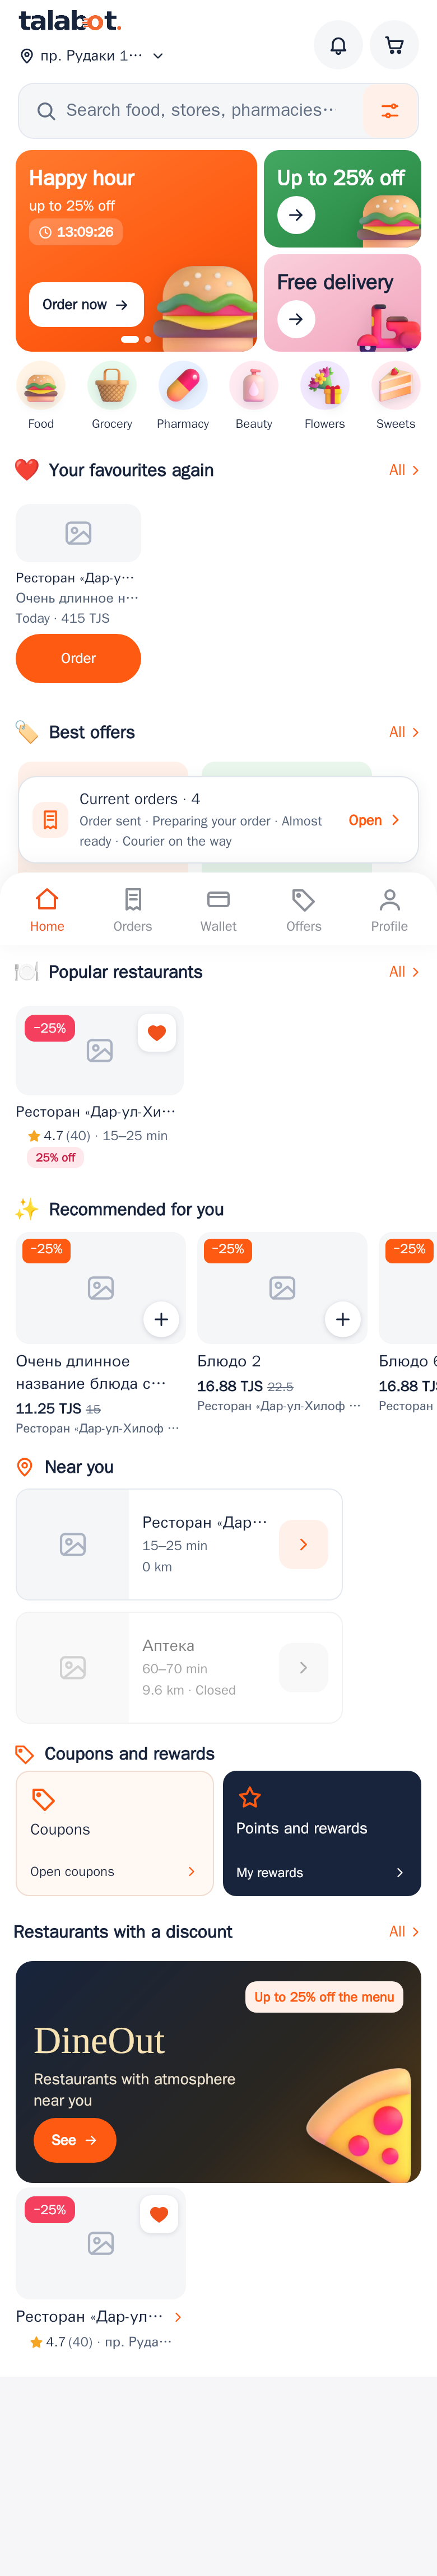 talabot.
пр. Рудаки 1···
Search food, stores, pharmacies···
Happy hour
up to 25% off
13:09:26
Order now
Up to 25% off
Free delivery
Food
Grocery
Pharmacy
Beauty
Flowers
Sweets
Your favourites again
All
Ресторан «Дар-у···
Очень длинное н···
Today · 415 TJS
Order
Best offers
All
Current orders · 4
Order sent · Preparing your order · Almost
ready · Courier on the way
Open
Home
Orders
Wallet
Offers
Profile
Popular restaurants
All
−25%
Ресторан «Дар-ул-Хи···
4.7 (40) · 15–25 min
25% off
Recommended for you
−25%
−25%
−25%
Очень длинное
название блюда с···
11.25 TJS 15
Ресторан «Дар-ул-Хилоф ···
Блюдо 2
16.88 TJS 22.5
Ресторан «Дар-ул-Хилоф ···
Блюдо 6
16.88 TJS
Ресторан
Near you
Ресторан «Дар···
15–25 min
0 km
Аптека
60–70 min
9.6 km · Closed
Coupons and rewards
Coupons
Open coupons
Points and rewards
My rewards
Restaurants with a discount
All
Up to 25% off the menu
DineOut
Restaurants with atmosphere
near you
See
−25%
Ресторан «Дар-ул···
4.7 (40) · пр. Руда···